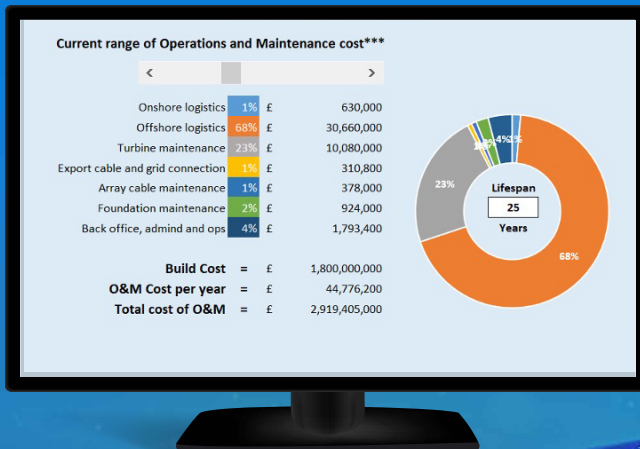 Current range of Operations and Maintenance cost***
Onshore logistics 1% £ 630,000
Offshore logistics 68% £ 30,660,000
Turbine maintenance 23% £ 10,080,000
Export cable and grid connection 1% £ 310,800
Array cable maintenance 1% £ 378,000
Foundation maintenance 2% £ 924,000
Back office, admind and ops 4% £ 1,793,400
Build Cost = £ 1,800,000,000
O&M Cost per year = £ 44,776,200
Total cost of O&M = £ 2,919,405,000
4% 1%
23%
68%
Lifespan
25
Years